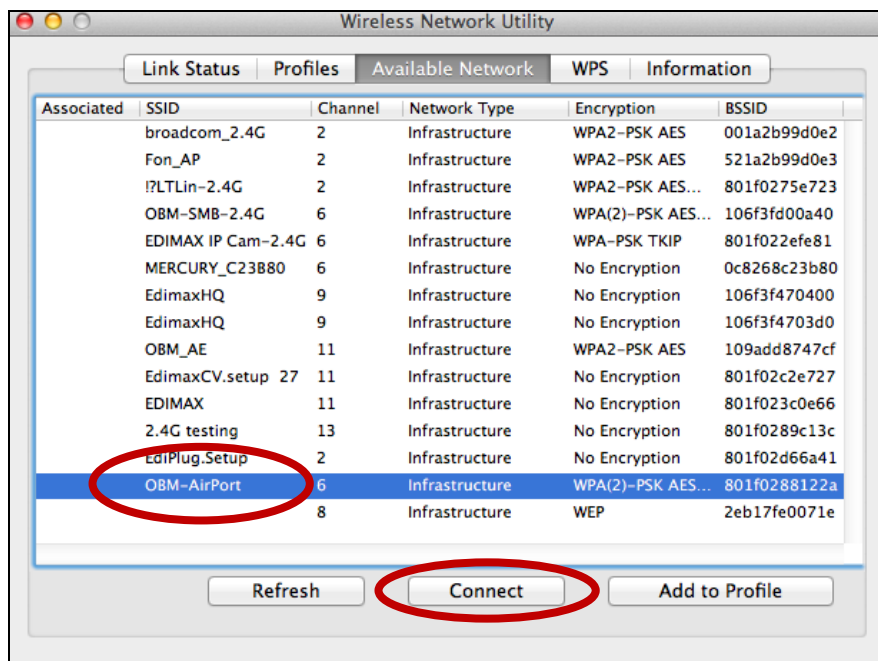 Wireless Network Utility
Link Status Profiles Available Network WPS Information
Associated SSID Channel Network Type Encryption BSSID
broadcom_2.4G 2 Infrastructure WPA2-PSK AES 001a2b99d0e2
Fon_AP 2 Infrastructure WPA2-PSK AES 521a2b99d0e3
!?LTLin-2.4G 2 Infrastructure WPA2-PSK AES... 801f0275e723
OBM-SMB-2.4G 6 Infrastructure WPA(2)-PSK AES... 106f3fd00a40
EDIMAX IP Cam-2.4G 6 Infrastructure WPA-PSK TKIP 801f022efe81
MERCURY_C23B80 6 Infrastructure No Encryption 0c8268c23b80
EdimaxHQ 9 Infrastructure No Encryption 106f3f470400
EdimaxHQ 9 Infrastructure No Encryption 106f3f4703d0
OBM_AE 11 Infrastructure WPA2-PSK AES 109add8747cf
EdimaxCV.setup 27 11 Infrastructure No Encryption 801f02c2e727
EDIMAX 11 Infrastructure No Encryption 801f023c0e66
2.4G testing 13 Infrastructure No Encryption 801f0289c13c
EdiPlug.Setup 2 Infrastructure No Encryption 801f02d66a41
OBM-AirPort 6 Infrastructure WPA(2)-PSK AES... 801f0288122a
8 Infrastructure WEP 2eb17fe0071e
Refresh Connect Add to Profile